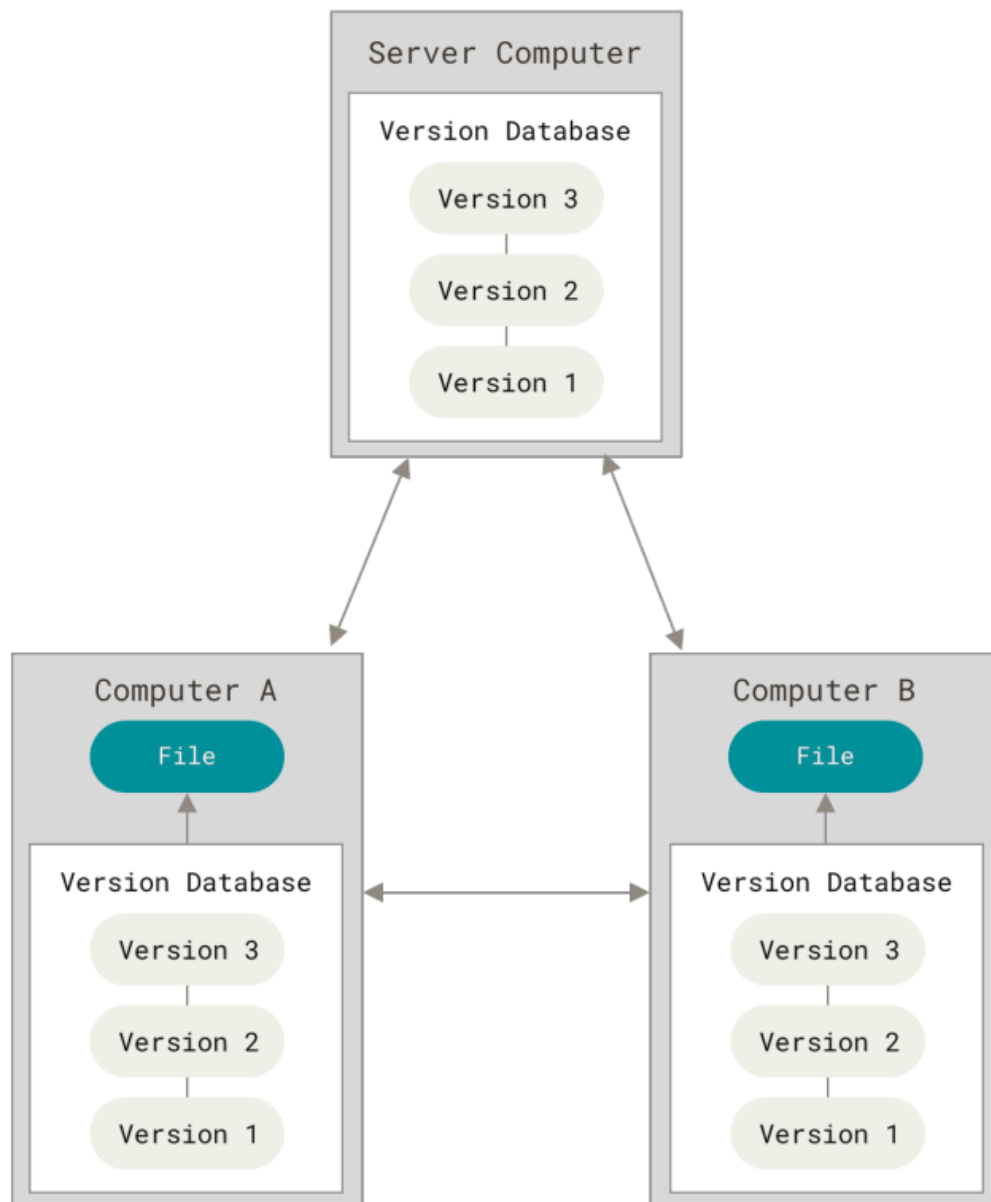 Server Computer
Version Database
Version 3
Version 2
Version 1
Computer A
File
Version Database
Version 3
Version 2
Version 1
Computer B
File
Version Database
Version 3
Version 2
Version 1